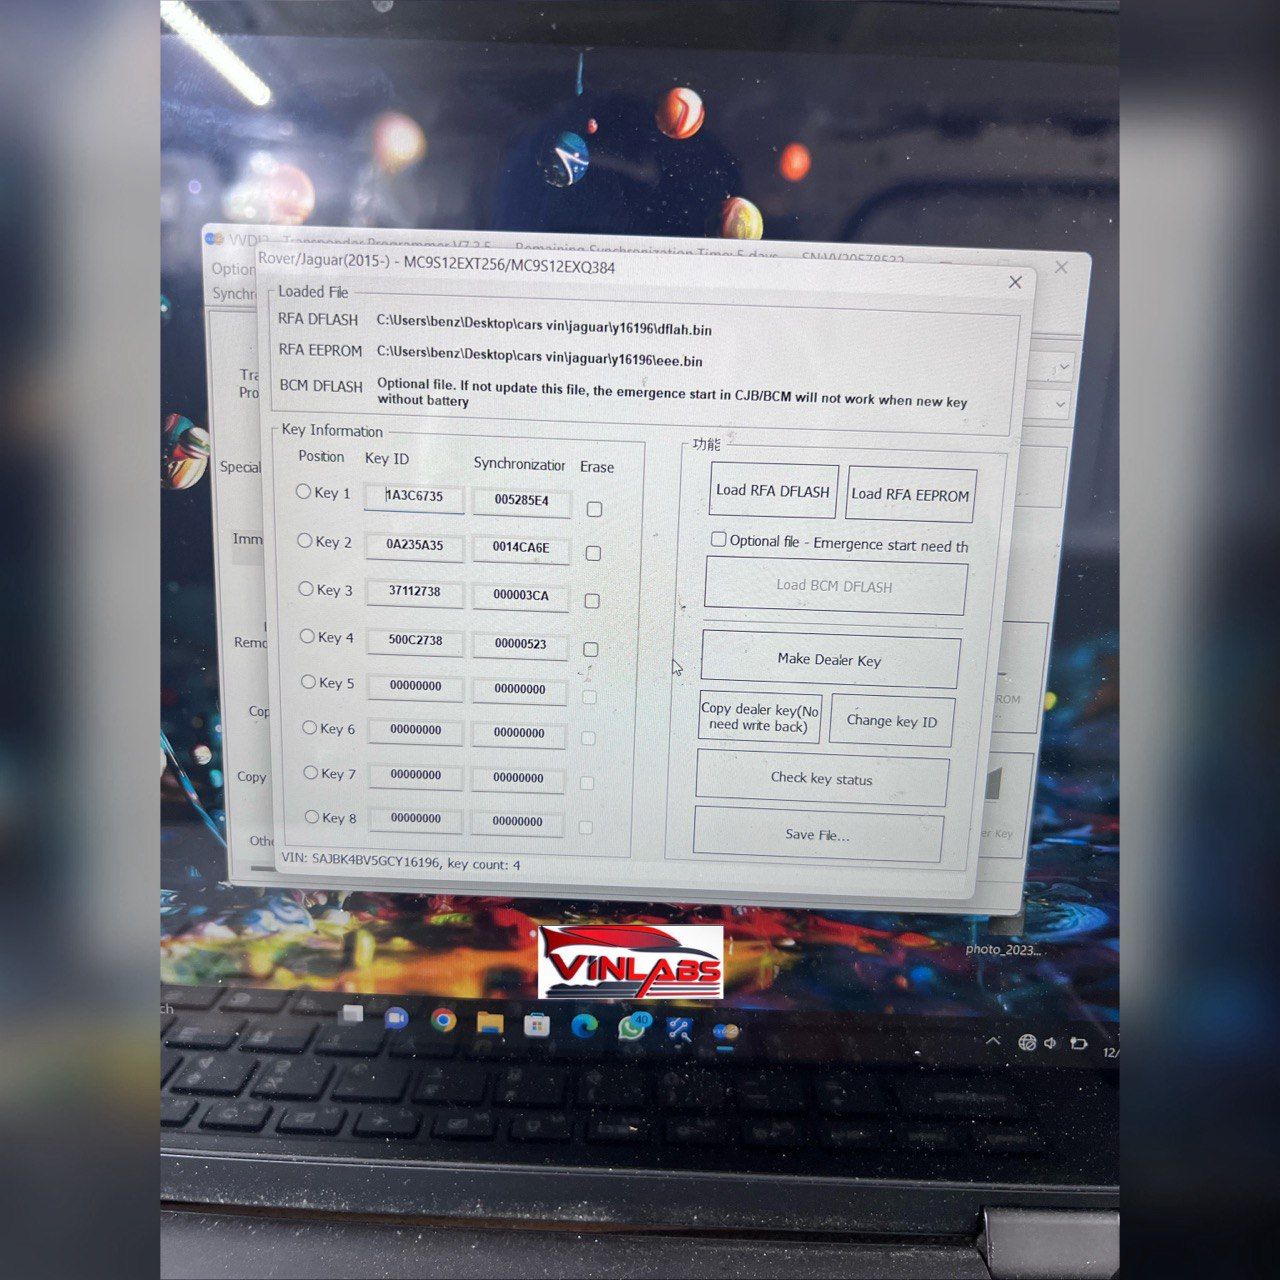 VVDI2 - Transponder Programmer V7.2.5 Remaining Synchronization Time: 5 days
Rover/Jaguar(2015-) - MC9S12EXT256/MC9S12EXQ384
Option
Synchr
Loaded File
RFA DFLASH C:\Users\benz\Desktop\cars vin\jaguar\y16196\dflah.bin
RFA EEPROM C:\Users\benz\Desktop\cars vin\jaguar\y16196\eee.bin
BCM DFLASH Optional file. If not update this file, the emergence start in CJB/BCM will not work when new key
without battery
Tra
Pro
Special
Imm
Remo
Cop
Copy
Othe
Key Information
Position Key ID Synchronization Erase
Key 1 1A3C6735 005285E4
Key 2 0A235A35 0014CA6E
Key 3 37112738 000003CA
Key 4 500C2738 00000523
Key 5 00000000 00000000
Key 6 00000000 00000000
Key 7 00000000 00000000
Key 8 00000000 00000000
VIN: SAJBK4BV5GCY16196, key count: 4
功能
Load RFA DFLASH Load RFA EEPROM
Optional file - Emergence start need th
Load BCM DFLASH
Make Dealer Key
Copy dealer key(No
need write back)
Change key ID
Check key status
Save File...
ROM
er Key
photo_2023...
VINLABS
ch
40
12/